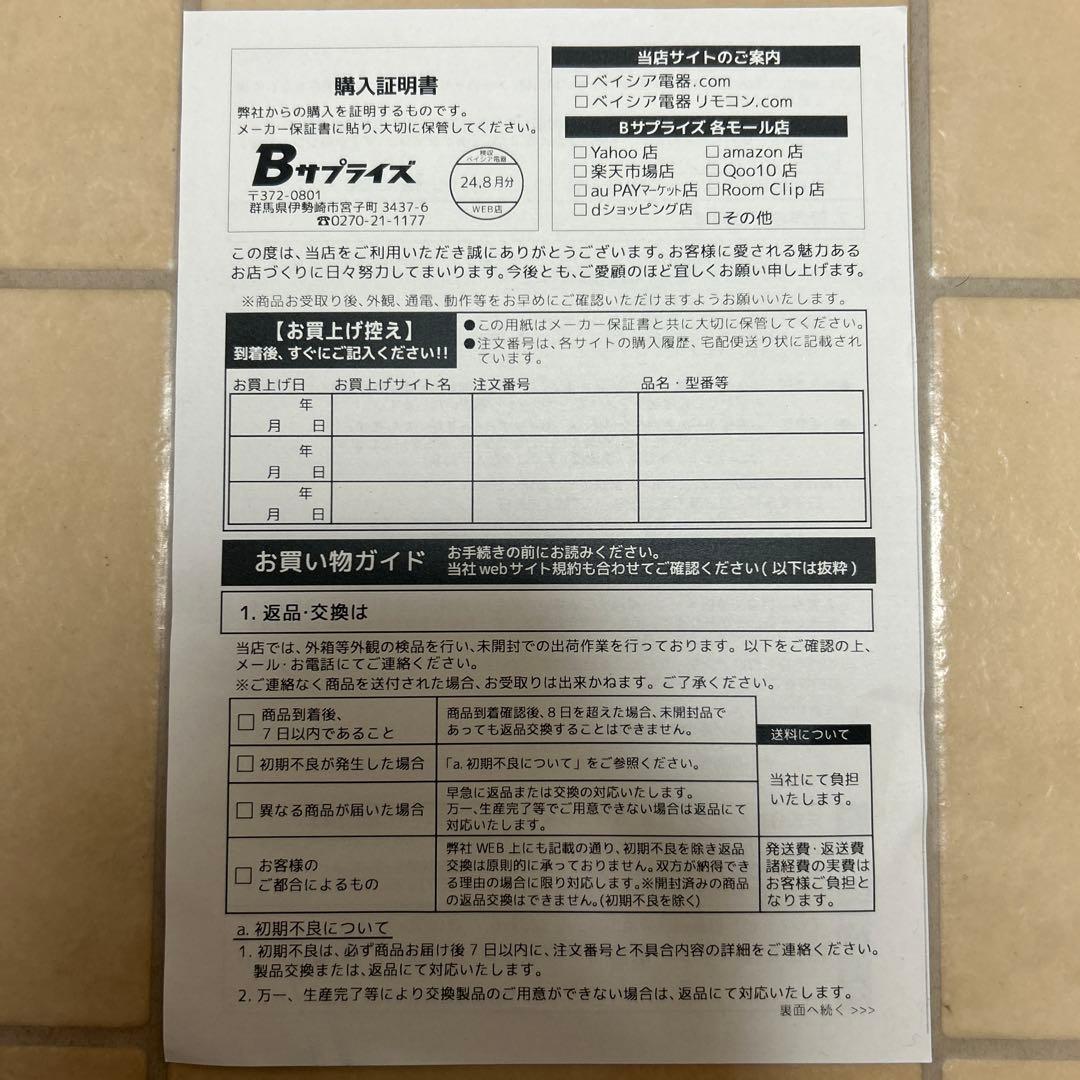 購入証明書
弊社からの購入を証明するものです。
メーカー保証書に貼り、大切に保管してください。
Bサプライズ
〒372-0801
群馬県伊勢崎市宮子町 3437-6
☎0270-21-1177
検収
ベイシア電器
24,8月分
WEB店
当店サイトのご案内
□ベイシア電器.com
□ベイシア電器 リモコン.com
Bサプライズ 各モール店
□Yahoo 店 □amazon 店
□楽天市場店 □Qoo10 店
□au PAYマーケット店 □Room Clip 店
□dショッピング店 □その他
この度は、当店をご利用いただき誠にありがとうございます。お客様に愛される魅力ある
お店づくりに日々努力してまいります。今後とも、ご愛顧のほど宜しくお願い申し上げます。
※商品お受取り後、外観、通電、動作等をお早めにご確認いただけますようお願いいたします。
【お買上げ控え】
到着後、すぐにご記入ください!!
●この用紙はメーカー保証書と共に大切に保管してください。
●注文番号は、各サイトの購入履歴、宅配便送り状に記載され
ています。
お買上げ日 お買上げサイト名 注文番号 品名・型番等
年
月 日
年
月 日
年
月 日
お買い物ガイド
お手続きの前にお読みください。
当社 webサイト規約も合わせてご確認ください(以下は抜粋)
1. 返品・交換は
当店では、外箱等外観の検品を行い、未開封での出荷作業を行っております。以下をご確認の上、
メール・お電話にてご連絡ください。
※ご連絡なく商品を送付された場合、お受取りは出来かねます。ご了承ください。
□ 商品到着後、
7日以内であること
商品到着確認後、8日を超えた場合、未開封品で
あっても返品交換することはできません。
送料について
□ 初期不良が発生した場合
「a. 初期不良について」をご参照ください。
当社にて負担
いたします。
□ 異なる商品が届いた場合
早急に返品または交換の対応いたします。
万一、生産完了等でご用意できない場合は返品にて
対応いたします。
□ お客様の
ご都合によるもの
弊社 WEB 上にも記載の通り、初期不良を除き返品
交換は原則的に承っておりません。双方が納得でき
る理由の場合に限り対応します。※開封済みの商品
の返品交換はできません。(初期不良を除く)
発送費・返送費
諸経費の実費は
お客様ご負担と
なります。
a. 初期不良について
1. 初期不良は、必ず商品お届け後7日以内に、注文番号と不具合内容の詳細をご連絡ください。
製品交換または、返品にて対応いたします。
2. 万一、生産完了等により交換製品のご用意ができない場合は、返品にて対応いたします。
裏面へ続く >>>